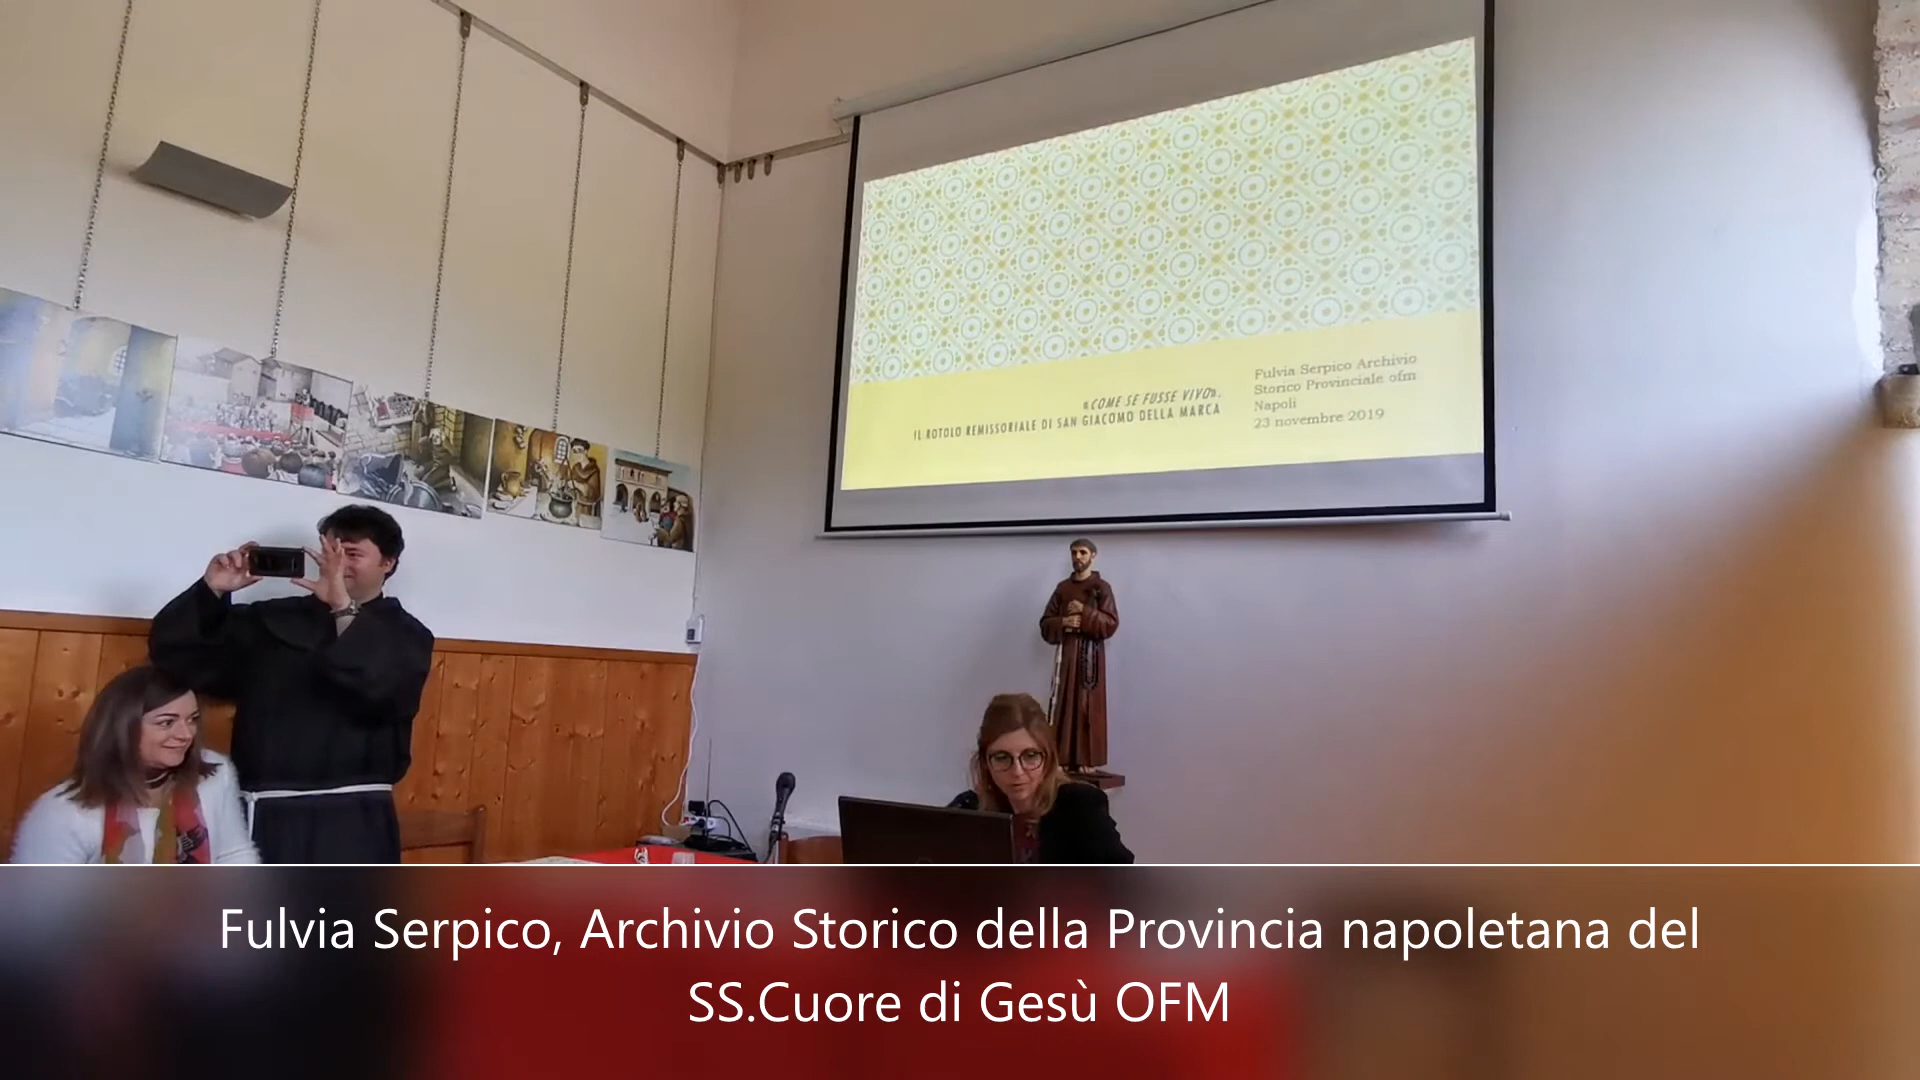 «COME SE FUSSE VIVO».
IL ROTOLO REMISSORIALE DI SAN GIACOMO DELLA MARCA
Fulvia Serpico Archivio
Storico Provinciale ofm
Napoli
23 novembre 2019
Fulvia Serpico, Archivio Storico della Provincia napoletana del
SS.Cuore di Gesù OFM